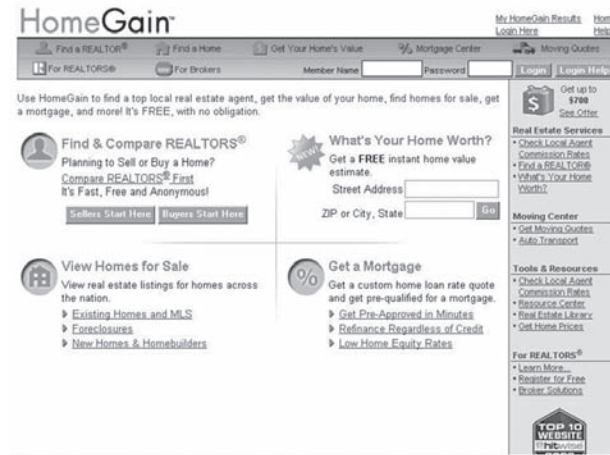 HomeGain
My HomeGain Results
Login Here
Find a REALTOR®
Find a Home
Get Your Home's Value
Mortgage Center
Moving Quotes
For REALTORS®
For Brokers
Member Name
Password
Login
Login Help
Use HomeGain to find a top local real estate agent, get the value of your home, find homes for sale, get
a mortgage, and more! It's FREE, with no obligation.
Find & Compare REALTORS®
Planning to Sell or Buy a Home?
Compare REALTORS® First
It's Fast, Free and Anonymous!
Sellers Start Here
Buyers Start Here
NEW!
What's Your Home Worth?
Get a FREE instant home value
estimate.
Street Address
ZIP or City, State
Go
View Homes for Sale
View real estate listings for homes across
the nation.
Existing Homes and MLS
Foreclosures
New Homes & Homebuilders
%
Get a Mortgage
Get a custom home loan rate quote
and get pre-qualified for a mortgage.
Get Pre-Approved in Minutes
Refinance Regardless of Credit
Low Home Equity Rates
$
Get up to
$700
See Offer
Real Estate Services
• Check Local Agent
Commission Rates
• Find a REALTOR®
• What's Your Home
Worth?
Moving Center
• Get Moving Quotes
• Auto Transport
Tools & Resources
• Check Local Agent
Commission Rates
• Resource Center
• Real Estate Library
• Get Home Prices
For REALTORS®
• Learn More...
• Register for Free
• Broker Solutions
TOP 10
WEBSITE
hitwise